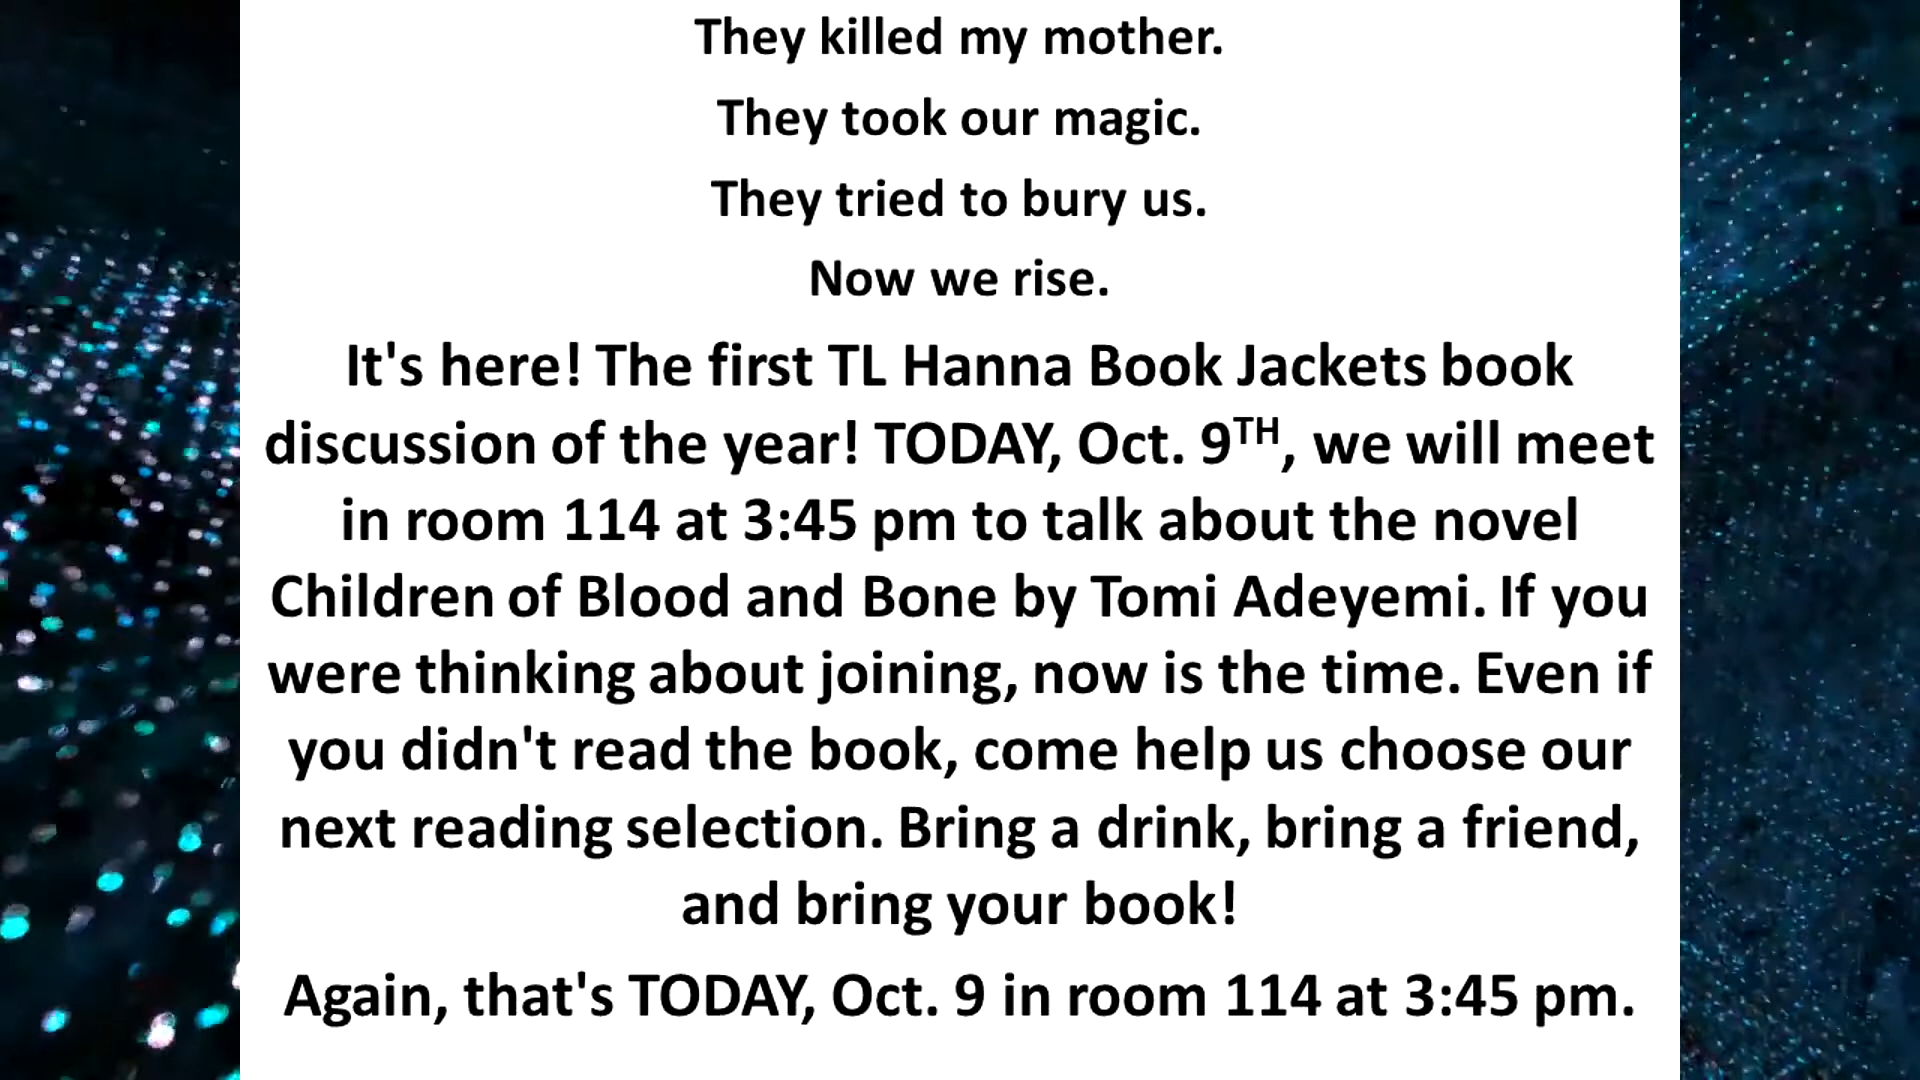 They killed my mother.
They took our magic.
They tried to bury us.
Now we rise.
It's here! The first TL Hanna Book Jackets book
discussion of the year! TODAY, Oct. 9TH, we will meet
in room 114 at 3:45 pm to talk about the novel
Children of Blood and Bone by Tomi Adeyemi. If you
were thinking about joining, now is the time. Even if
you didn't read the book, come help us choose our
next reading selection. Bring a drink, bring a friend,
and bring your book!
Again, that's TODAY, Oct. 9 in room 114 at 3:45 pm.